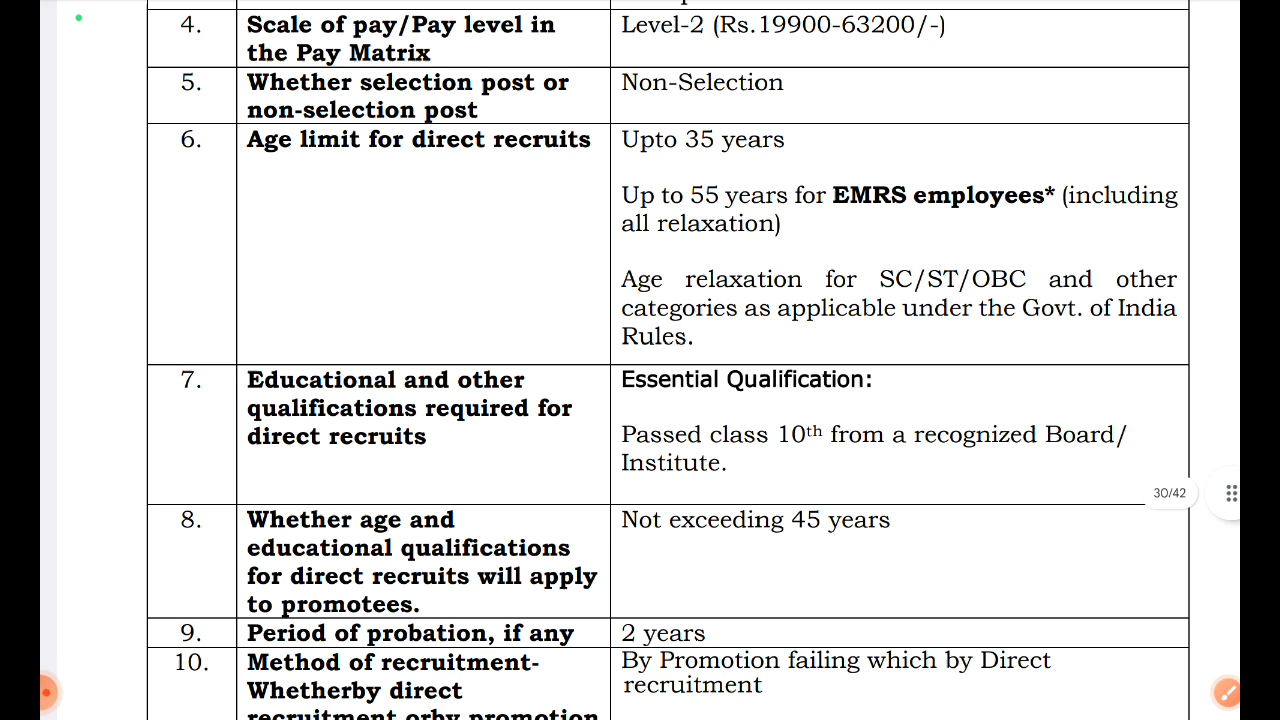 4. Scale of pay/Pay level in Level-2 (Rs.19900-63200/-)
the Pay Matrix
5. Whether selection post or Non-Selection
non-selection post
6. Age limit for direct recruits Upto 35 years
Up to 55 years for EMRS employees* (including
all relaxation)
Age relaxation for SC/ST/OBC and other
categories as applicable under the Govt. of India
Rules.
7. Educational and other Essential Qualification:
qualifications required for
direct recruits Passed class 10th from a recognized Board/
Institute.
30/42
8. Whether age and Not exceeding 45 years
educational qualifications
for direct recruits will apply
to promotees.
9. Period of probation, if any 2 years
10. Method of recruitment- By Promotion failing which by Direct
Whetherby direct recruitment
recruitment orby promotion